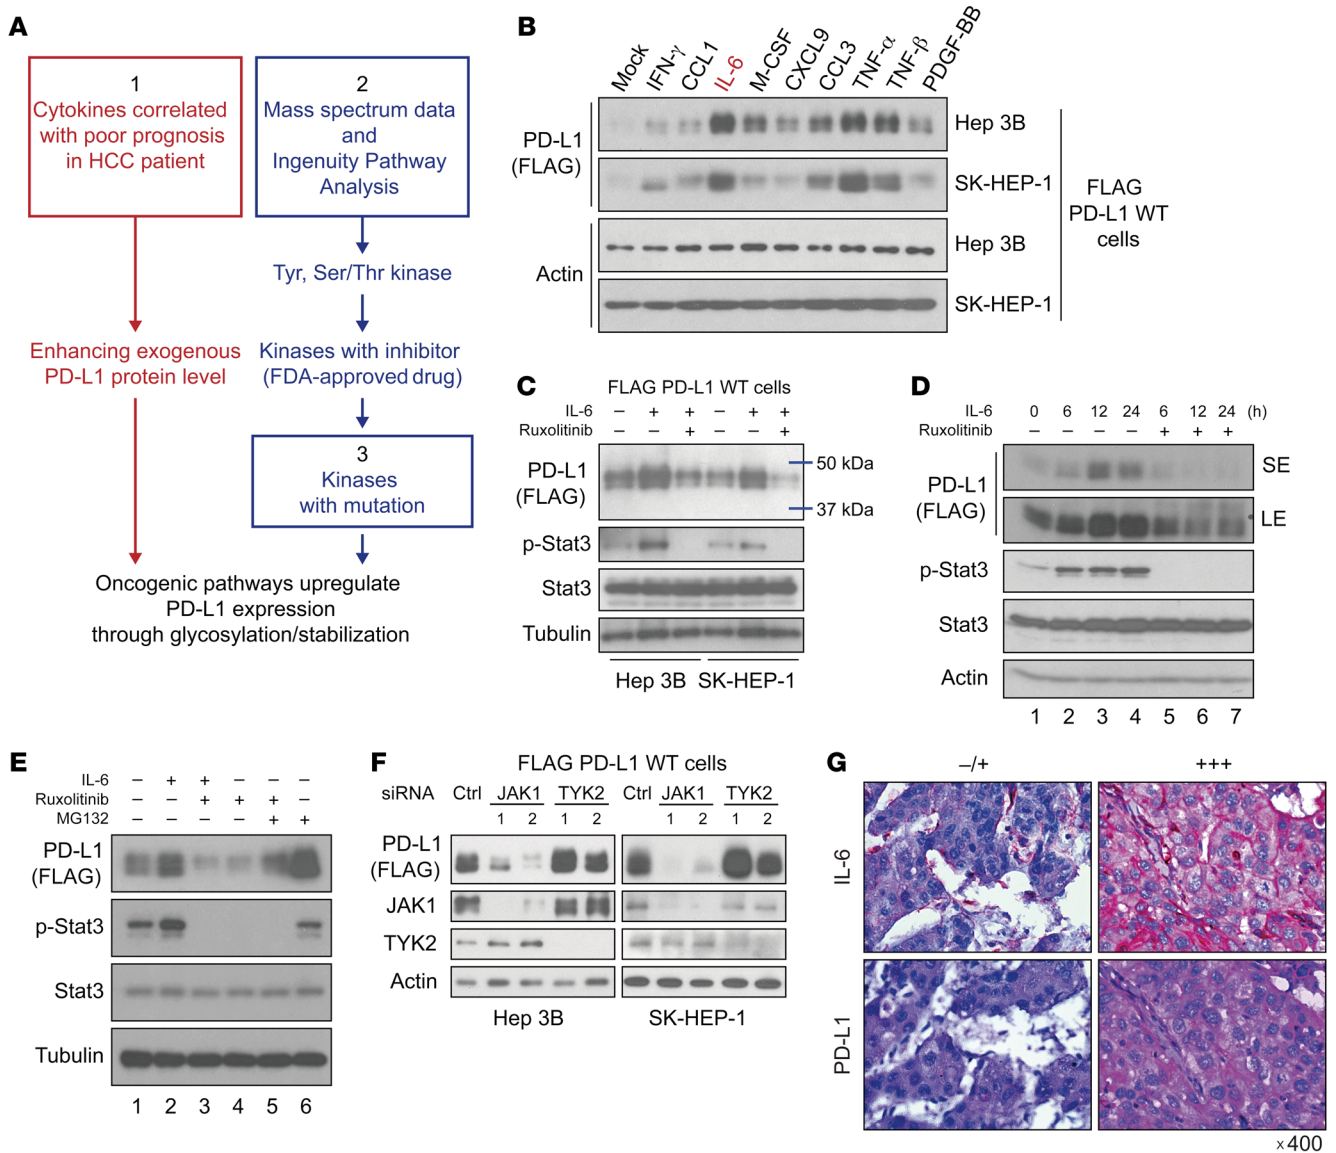 A
1
Cytokines correlated
with poor prognosis
in HCC patient
2
Mass spectrum data
and
Ingenuity Pathway
Analysis
Tyr, Ser/Thr kinase
Enhancing exogenous
PD-L1 protein level
Kinases with inhibitor
(FDA-approved drug)
3
Kinases
with mutation
Oncogenic pathways upregulate
PD-L1 expression
through glycosylation/stabilization
B
Mock IFN-γ CCL1 IL-6 M-CSF CXCL9 CCL3 TNF-α TNF-β PDGF-BB
PD-L1
(FLAG)
Hep 3B
SK-HEP-1
Actin
Hep 3B
SK-HEP-1
FLAG
PD-L1 WT
cells
C
FLAG PD-L1 WT cells
IL-6 – + + – + +
Ruxolitinib – – + – – +
PD-L1
(FLAG)
50 kDa
37 kDa
p-Stat3
Stat3
Tubulin
Hep 3B SK-HEP-1
D
IL-6 0 6 12 24 6 12 24 (h)
Ruxolitinib – – – – + + +
PD-L1
(FLAG)
SE
LE
p-Stat3
Stat3
Actin
1 2 3 4 5 6 7
E
IL-6 – + + – – –
Ruxolitinib – – + + + –
MG132 – – – – + +
PD-L1
(FLAG)
p-Stat3
Stat3
Tubulin
1 2 3 4 5 6
F
FLAG PD-L1 WT cells
siRNA Ctrl JAK1 TYK2 Ctrl JAK1 TYK2
1 2 1 2 1 2 1 2
PD-L1
(FLAG)
JAK1
TYK2
Actin
Hep 3B SK-HEP-1
G
–/+ +++
IL-6
PD-L1
×400